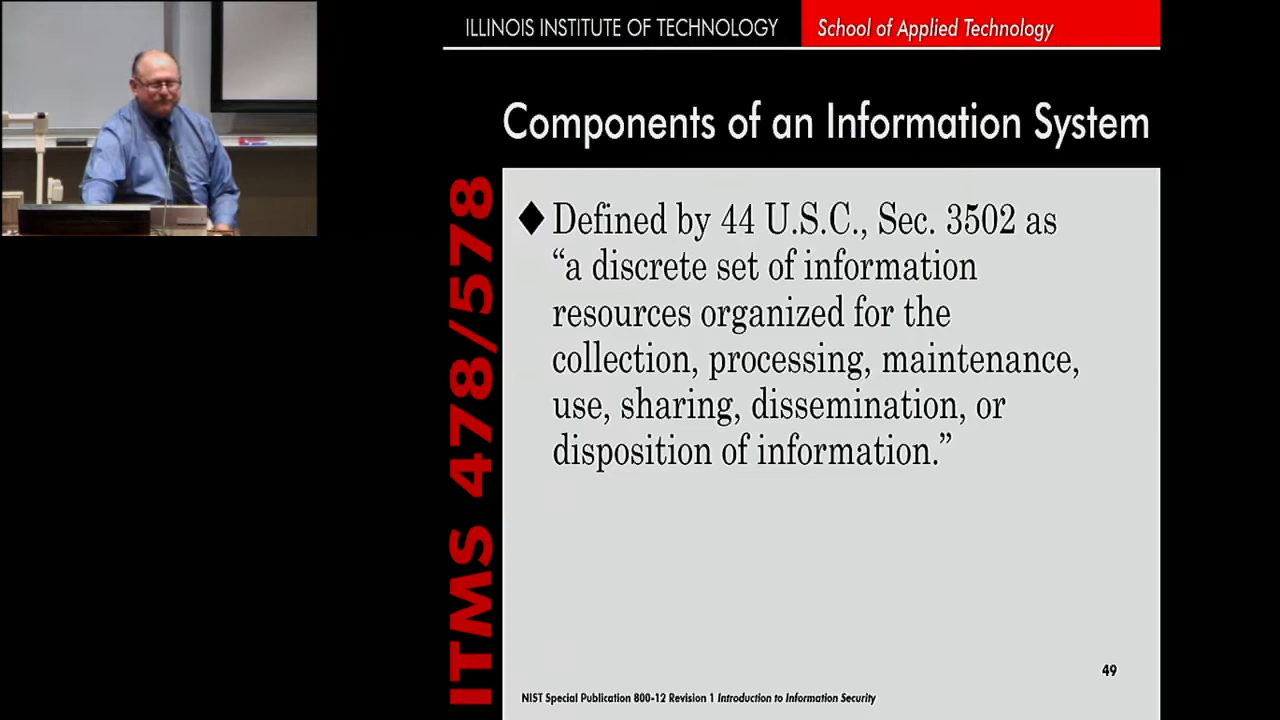 ILLINOIS INSTITUTE OF TECHNOLOGY School of Applied Technology
Components of an Information System
ITMS 478/578
◆ Defined by 44 U.S.C., Sec. 3502 as
“a discrete set of information
resources organized for the
collection, processing, maintenance,
use, sharing, dissemination, or
disposition of information.”
49
NIST Special Publication 800-12 Revision 1 Introduction to Information Security